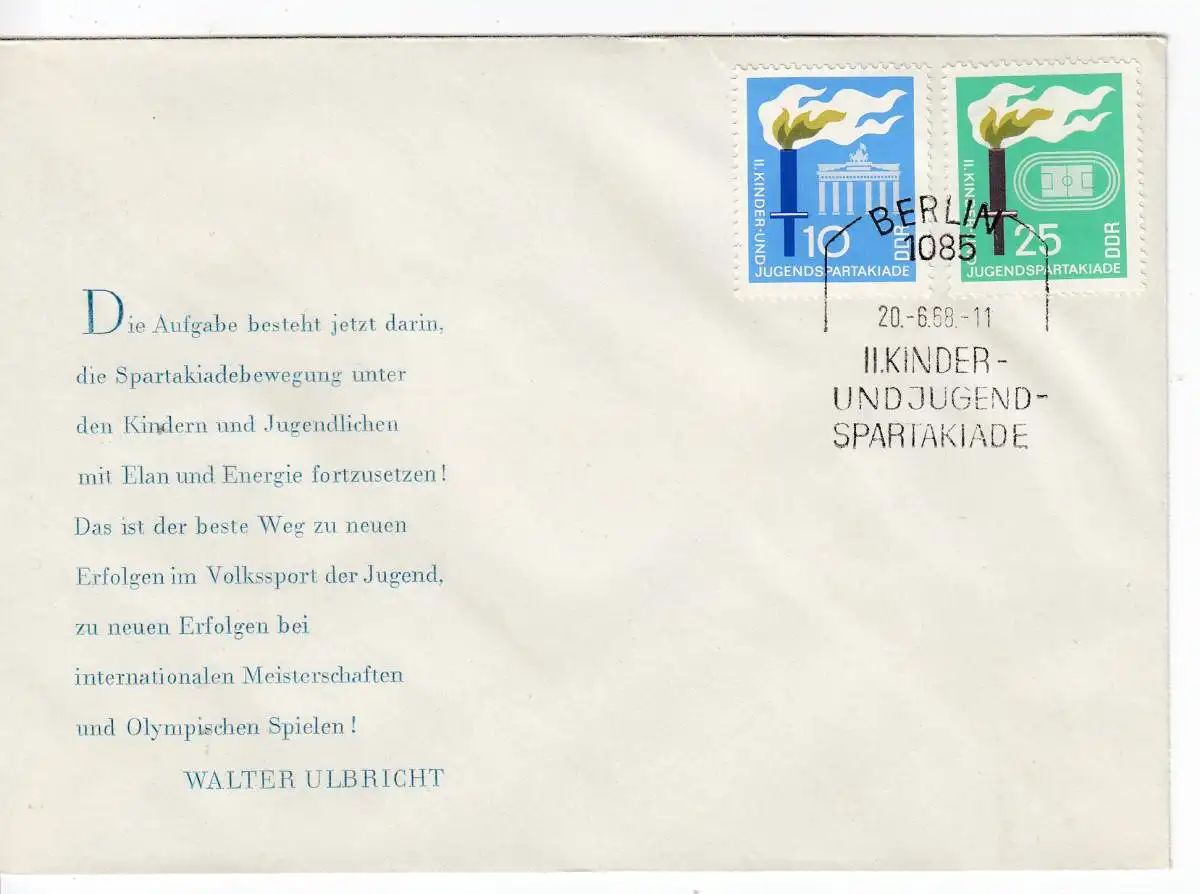 II.KINDER-UND
JUGENDSPARTAKIADE
10
DDR
II.KINDER-U
JUGENDSPARTAKIADE
25
DDR
BERLIN
1085
20.-6.68.-11
II.KINDER-
UND JUGEND-
SPARTAKIADE
Die Aufgabe besteht jetzt darin,
die Spartakiadebewegung unter
den Kindern und Jugendlichen
mit Elan und Energie fortzusetzen!
Das ist der beste Weg zu neuen
Erfolgen im Volkssport der Jugend,
zu neuen Erfolgen bei
internationalen Meisterschaften
und Olympischen Spielen!
WALTER ULBRICHT